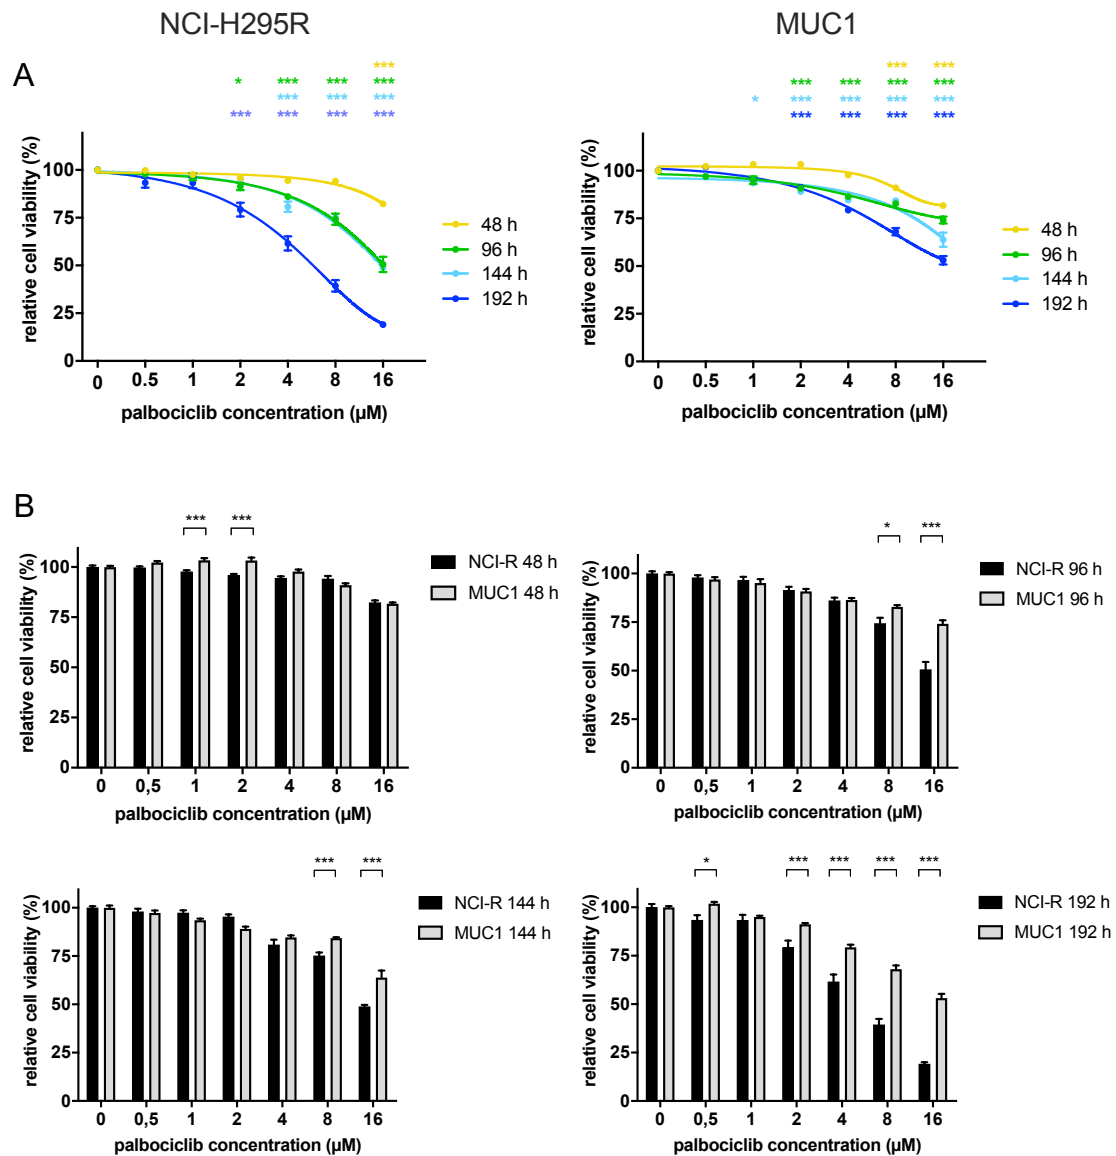 NCI-H295R MUC1
A
***
* *** *** ***
*** *** ***
*** *** *** ***
relative cell viability (%)
100
75
50
25
0
0 0.5 1 2 4 8 16
palbociclib concentration (µM)
48 h
96 h
144 h
192 h
*** ***
*** *** *** ***
* *** *** *** ***
*** *** *** ***
relative cell viability (%)
100
75
50
25
0
0 0.5 1 2 4 8 16
palbociclib concentration (µM)
48 h
96 h
144 h
192 h
B
*** ***
relative cell viability (%)
100
75
50
25
0
0 0,5 1 2 4 8 16
palbociclib concentration (µM)
NCI-R 48 h
MUC1 48 h
* ***
relative cell viability (%)
100
75
50
25
0
0 0,5 1 2 4 8 16
palbociclib concentration (µM)
NCI-R 96 h
MUC1 96 h
*** ***
relative cell viability (%)
100
75
50
25
0
0 0,5 1 2 4 8 16
palbociclib concentration (µM)
NCI-R 144 h
MUC1 144 h
* *** *** *** ***
relative cell viability (%)
100
75
50
25
0
0 0,5 1 2 4 8 16
palbociclib concentration (µM)
NCI-R 192 h
MUC1 192 h